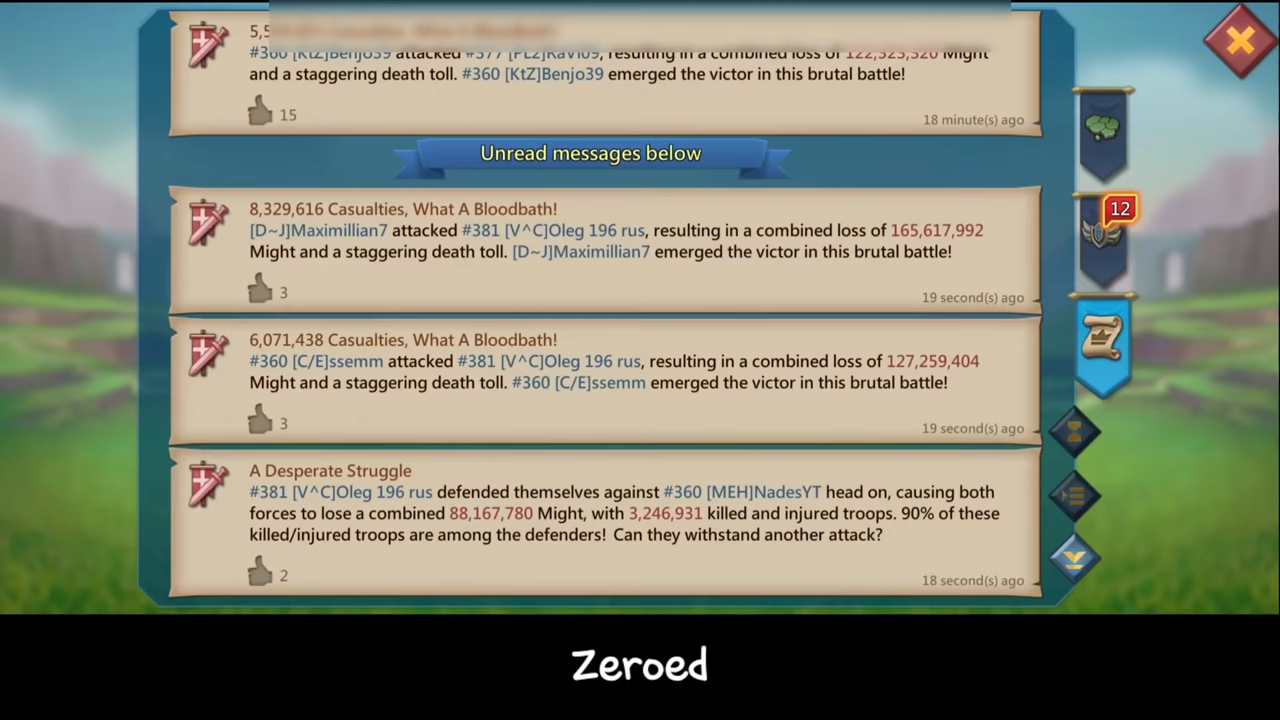 5,5
#360 [KtZ]Benjo39 attacked #377 [PLZ]RaVi09, resulting in a combined loss of 122,323,320 Might
and a staggering death toll. #360 [KtZ]Benjo39 emerged the victor in this brutal battle!
15
18 minute(s) ago
Unread messages below
8,329,616 Casualties, What A Bloodbath!
[D~J]Maximillian7 attacked #381 [V^C]Oleg 196 rus, resulting in a combined loss of 165,617,992
Might and a staggering death toll. [D~J]Maximillian7 emerged the victor in this brutal battle!
3
19 second(s) ago
12
6,071,438 Casualties, What A Bloodbath!
#360 [C/E]ssemm attacked #381 [V^C]Oleg 196 rus, resulting in a combined loss of 127,259,404
Might and a staggering death toll. #360 [C/E]ssemm emerged the victor in this brutal battle!
3
19 second(s) ago
A Desperate Struggle
#381 [V^C]Oleg 196 rus defended themselves against #360 [MEH]NadesYT head on, causing both
forces to lose a combined 88,167,780 Might, with 3,246,931 killed and injured troops. 90% of these
killed/injured troops are among the defenders! Can they withstand another attack?
2
18 second(s) ago
Zeroed